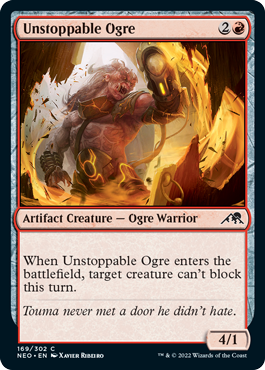 Unstoppable Ogre 2
Artifact Creature — Ogre Warrior
When Unstoppable Ogre enters the
battlefield, target creature can't block
this turn.
Touma never met a door he didn't hate.
4/1
169/302 C
NEO • EN Xavier Ribeiro
™ & © 2022 Wizards of the Coast